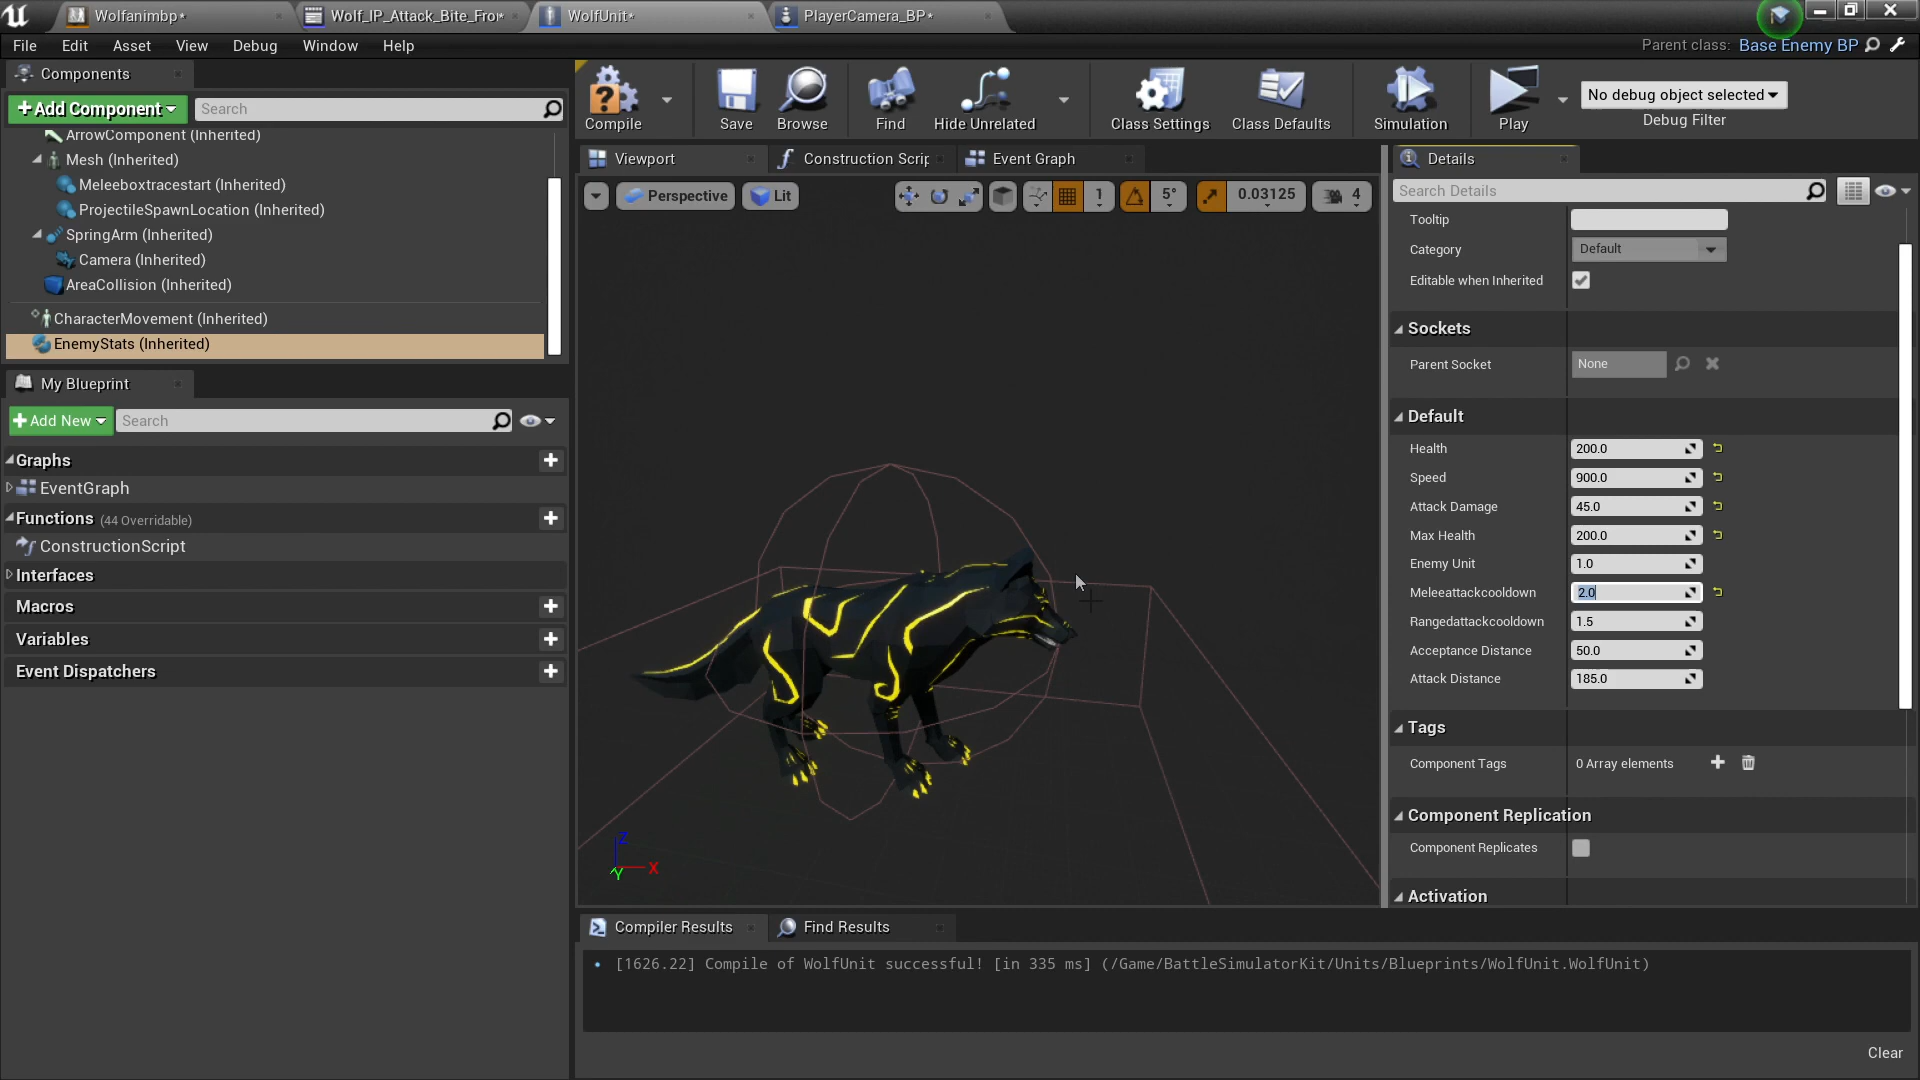 Wolfanimbp*
Wolf_IP_Attack_Bite_Fro
WolfUnit*
PlayerCamera_BP*
File Edit Asset View Debug Window Help
Parent class: Base Enemy BP
Components
Add Component
Search
ArrowComponent (Inherited)
Mesh (Inherited)
Meleeboxtracestart (Inherited)
ProjectileSpawnLocation (Inherited)
SpringArm (Inherited)
Camera (Inherited)
AreaCollision (Inherited)
CharacterMovement (Inherited)
EnemyStats (Inherited)
My Blueprint
Add New
Search
Graphs
EventGraph
Functions (44 Overridable)
ConstructionScript
Interfaces
Macros
Variables
Event Dispatchers
Compile
Save
Browse
Find
Hide Unrelated
Class Settings
Class Defaults
Simulation
Play
No debug object selected
Debug Filter
Viewport
Construction Scrip
Event Graph
Perspective
Lit
1
5°
0.03125
4
Z
X
Y
Details
Search Details
Tooltip
Category Default
Editable when Inherited
Sockets
Parent Socket None
Default
Health 200.0
Speed 900.0
Attack Damage 45.0
Max Health 200.0
Enemy Unit 1.0
Meleeattackcooldown 2.0
Rangedattackcooldown 1.5
Acceptance Distance 50.0
Attack Distance 185.0
Tags
Component Tags 0 Array elements
Component Replication
Component Replicates
Activation
Compiler Results
Find Results
[1626.22] Compile of WolfUnit successful! [in 335 ms] (/Game/BattleSimulatorKit/Units/Blueprints/WolfUnit.WolfUnit)
Clear